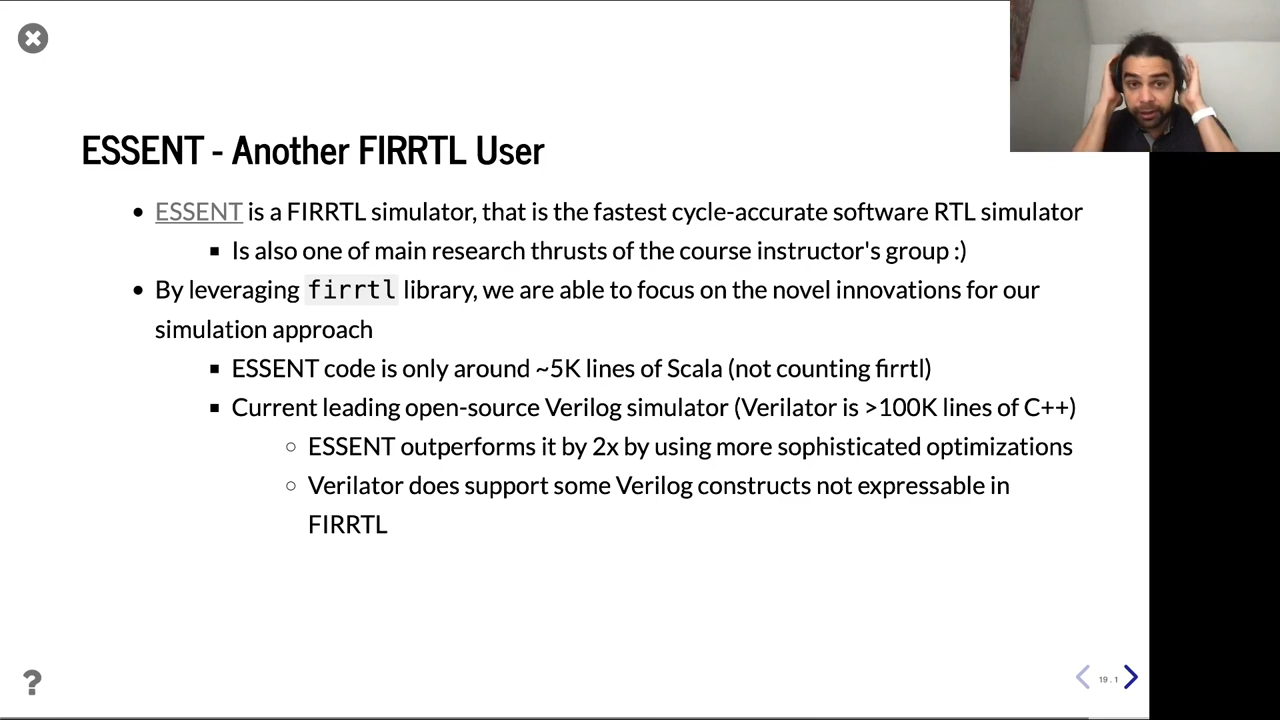 ESSENT - Another FIRRTL User
ESSENT is a FIRRTL simulator, that is the fastest cycle-accurate software RTL simulator
Is also one of main research thrusts of the course instructor's group :)
By leveraging firrtl library, we are able to focus on the novel innovations for our
simulation approach
ESSENT code is only around ~5K lines of Scala (not counting firrtl)
Current leading open-source Verilog simulator (Verilator is >100K lines of C++)
ESSENT outperforms it by 2x by using more sophisticated optimizations
Verilator does support some Verilog constructs not expressable in
FIRRTL
?
19 . 1